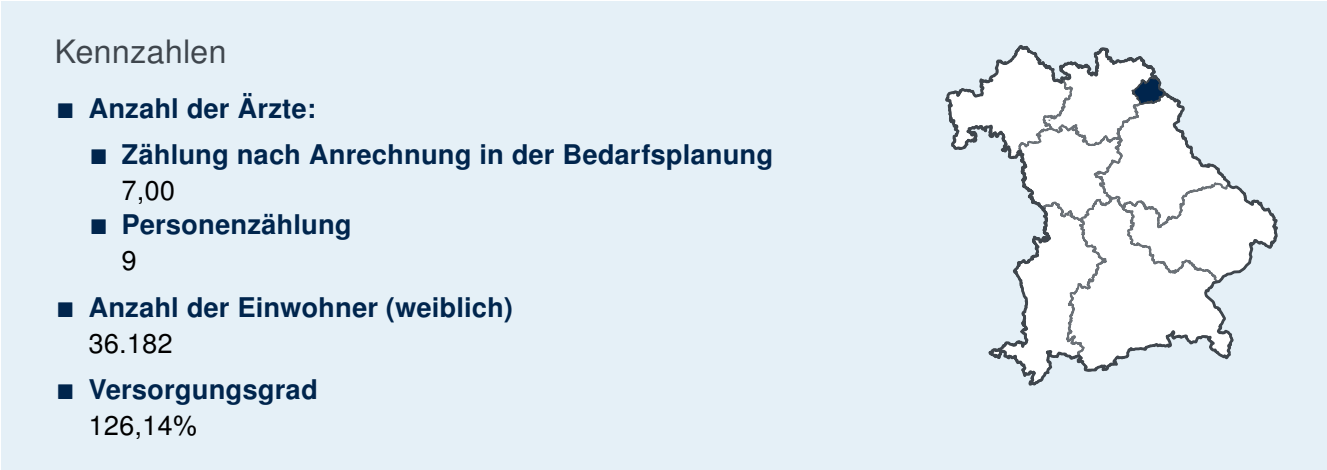 Kennzahlen
■ Anzahl der Ärzte:
■ Zählung nach Anrechnung in der Bedarfsplanung
7,00
■ Personenzählung
9
■ Anzahl der Einwohner (weiblich)
36.182
■ Versorgungsgrad
126,14%